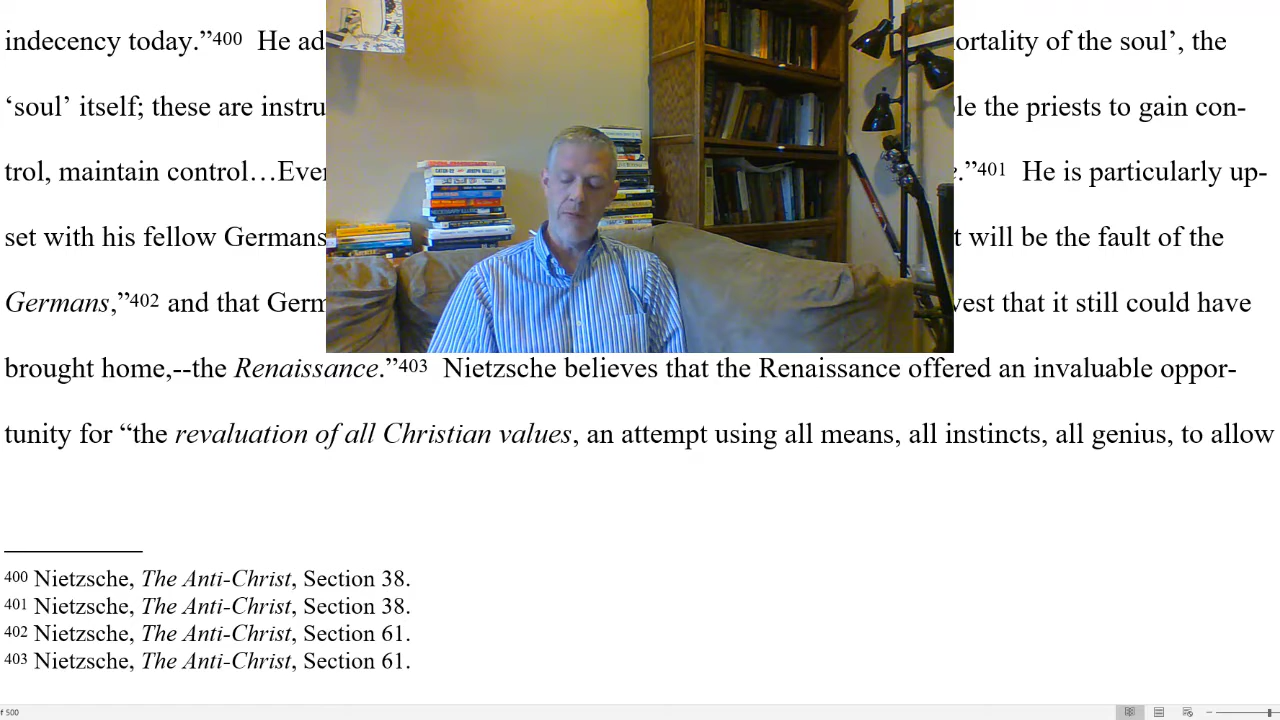 indecency today.”400 He ad ortality of the soul’, the
‘soul’ itself; these are instru le the priests to gain con-
trol, maintain control…Ever .”401 He is particularly up-
set with his fellow Germans t will be the fault of the
Germans,”402 and that Germ vest that it still could have
brought home,--the Renaissance.”403 Nietzsche believes that the Renaissance offered an invaluable oppor-
tunity for “the revaluation of all Christian values, an attempt using all means, all instincts, all genius, to allow
400 Nietzsche, The Anti-Christ, Section 38.
401 Nietzsche, The Anti-Christ, Section 38.
402 Nietzsche, The Anti-Christ, Section 61.
403 Nietzsche, The Anti-Christ, Section 61.
f 500